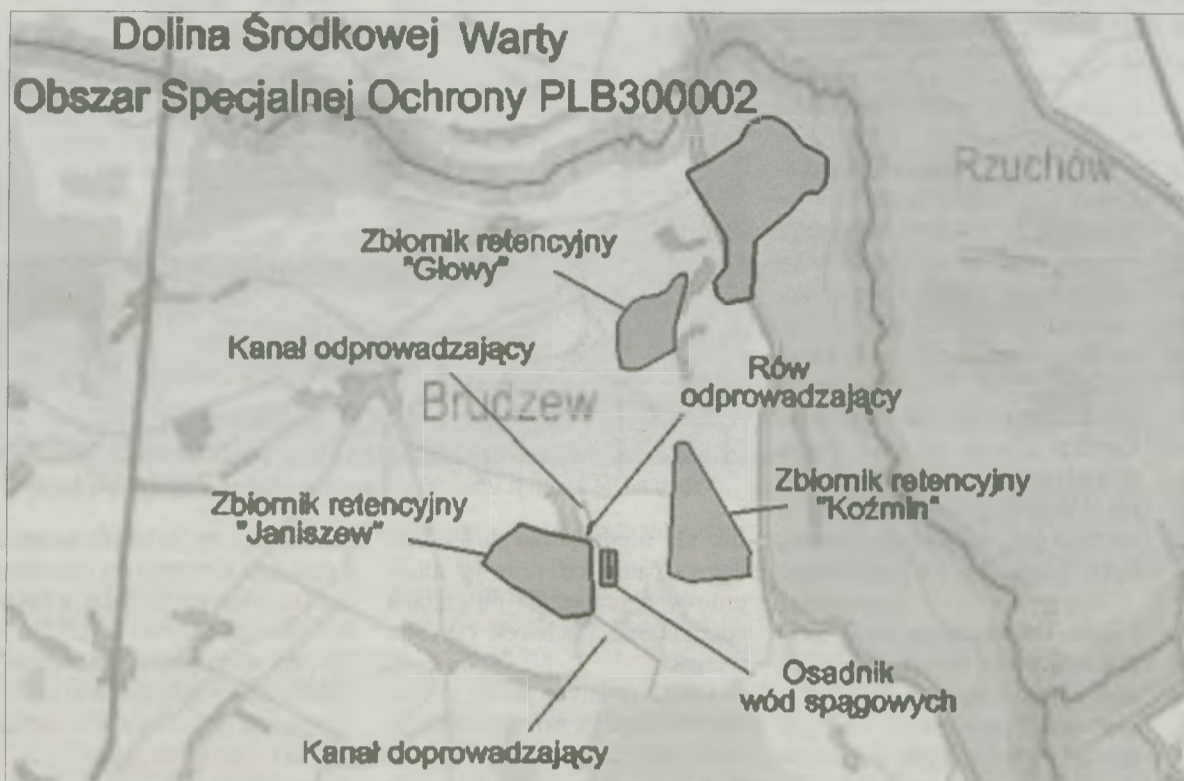 Dolina Środkowej Warty
Obszar Specjalnej Ochrony PLB300002
Rzuchów
Zbiornik retencyjny
"Głowy"
Kanał odprowadzający
Rów
odprowadzający
Brudzew
Zbiornik retencyjny
"Janiszew"
Zbiornik retencyjny
"Koźmin"
Osadnik
wód spągowych
Kanał doprowadzający